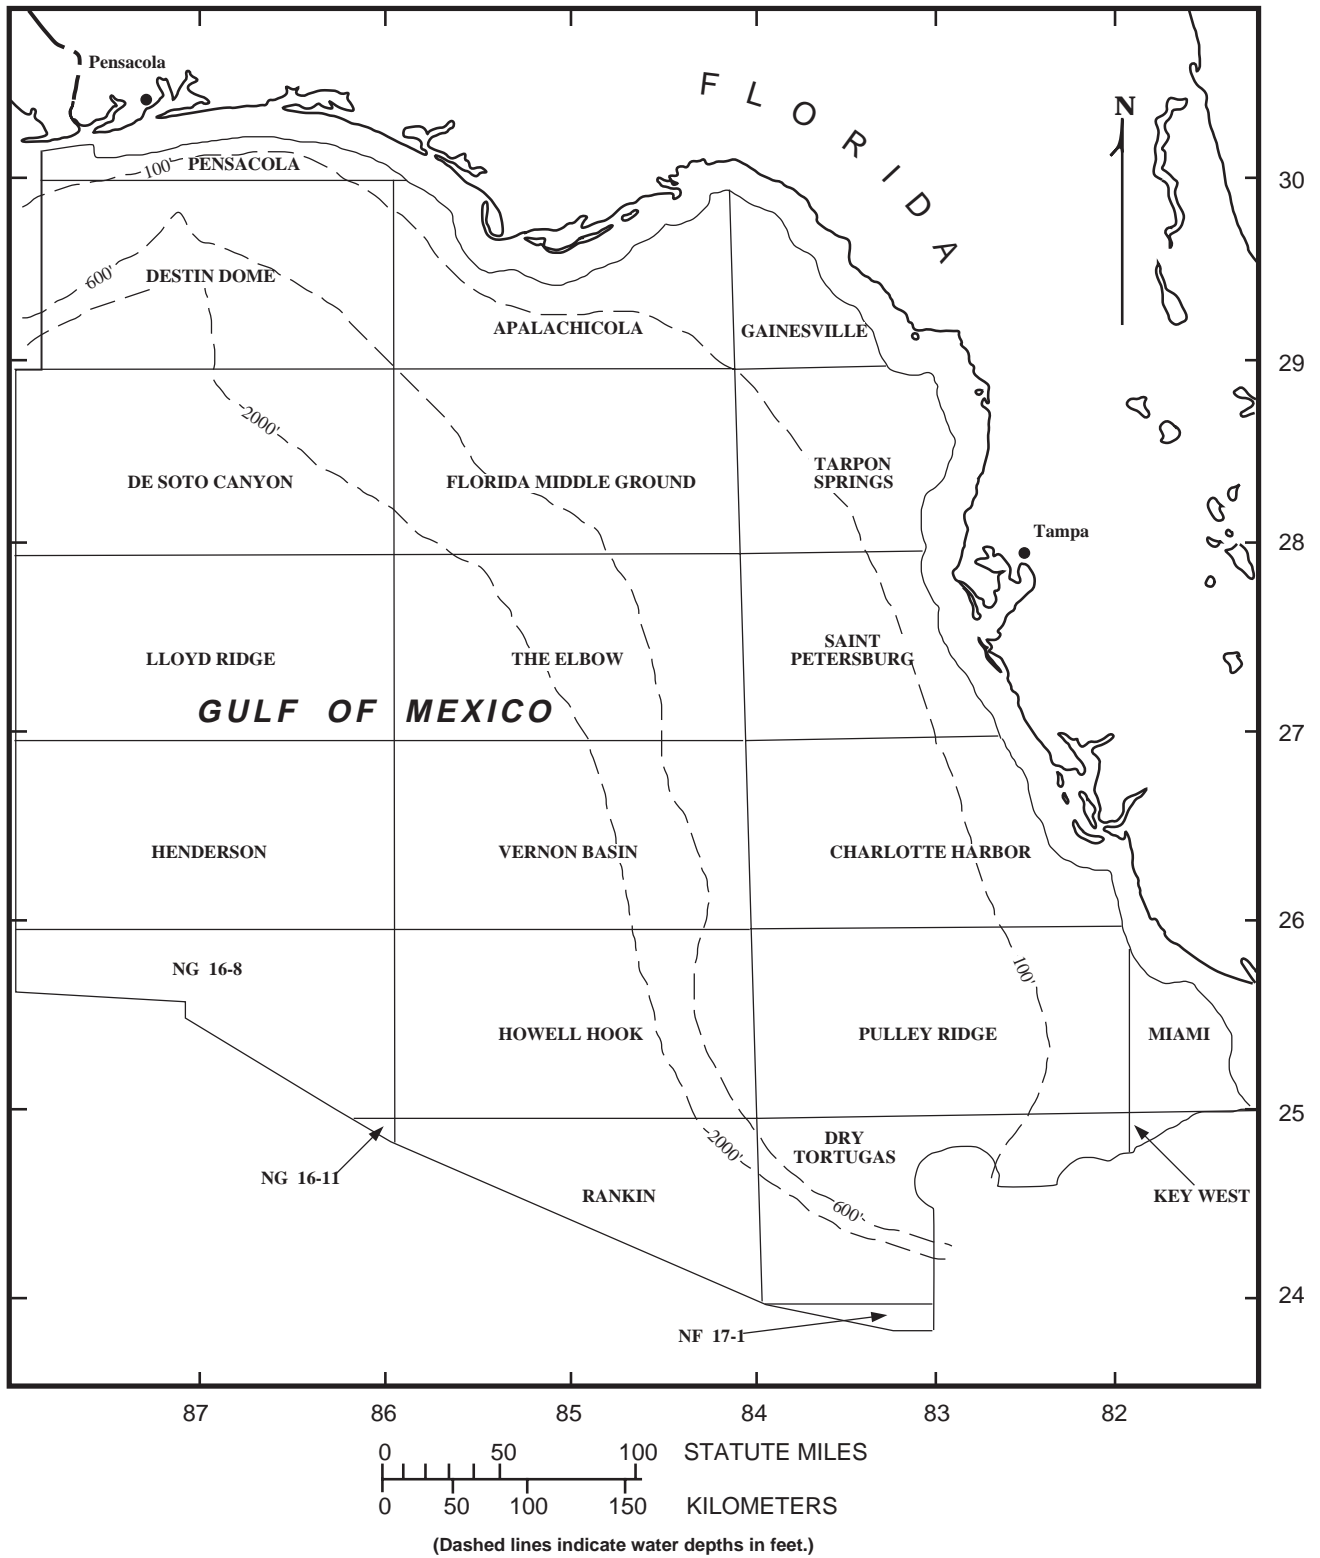 Pensacola
FLORIDA
N
100'
PENSACOLA
30
600'
DESTIN DOME
APALACHICOLA
GAINESVILLE
29
-2000'
DE SOTO CANYON
FLORIDA MIDDLE GROUND
TARPON
SPRINGS
Tampa
28
LLOYD RIDGE
THE ELBOW
SAINT
PETERSBURG
GULF OF MEXICO
27
HENDERSON
VERNON BASIN
CHARLOTTE HARBOR
26
NG 16-8
100'
HOWELL HOOK
PULLEY RIDGE
MIAMI
25
-2000'
DRY
TORTUGAS
NG 16-11
RANKIN
600'
KEY WEST
24
NF 17-1
87 86 85 84 83 82
0 50 100 STATUTE MILES
0 50 100 150 KILOMETERS
(Dashed lines indicate water depths in feet.)